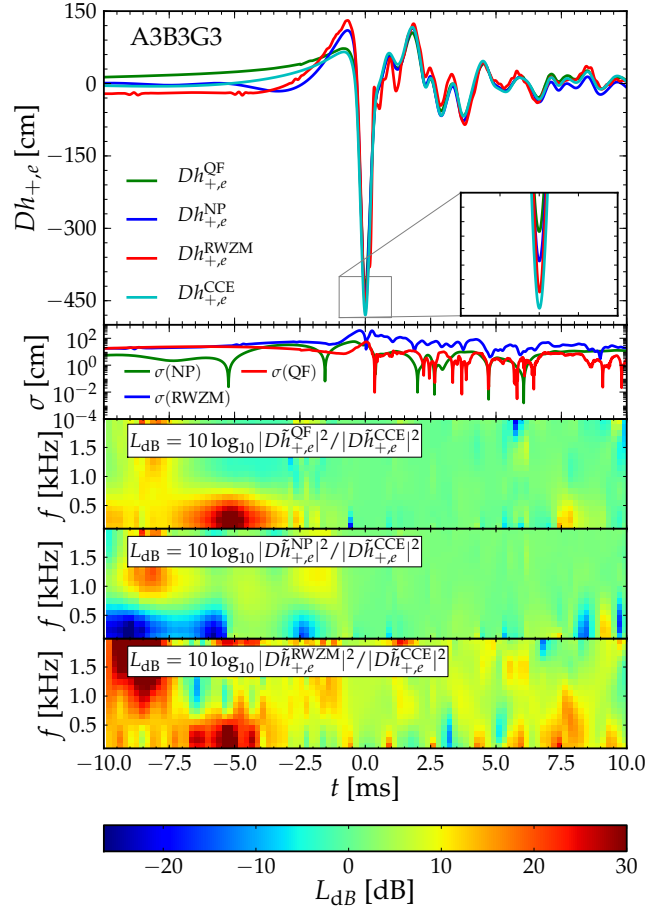 A3B3G3
150
0
−150
−300
−450
Dh+,e [cm]
Dh^QF_+,e
Dh^NP_+,e
Dh^RWZM_+,e
Dh^CCE_+,e
10^2
10^0
10^−2
10^−4
σ [cm]
σ(NP) σ(QF)
σ(RWZM)
L_dB = 10 log_10 |Dh̃^QF_+,e|^2/|Dh̃^CCE_+,e|^2
1.5
1.0
0.5
f [kHz]
L_dB = 10 log_10 |Dh̃^NP_+,e|^2/|Dh̃^CCE_+,e|^2
1.5
1.0
0.5
f [kHz]
L_dB = 10 log_10 |Dh̃^RWZM_+,e|^2/|Dh̃^CCE_+,e|^2
1.5
1.0
0.5
f [kHz]
−10.0 −7.5 −5.0 −2.5 0.0 2.5 5.0 7.5 10.0
t [ms]
−20 −10 0 10 20 30
L_dB [dB]